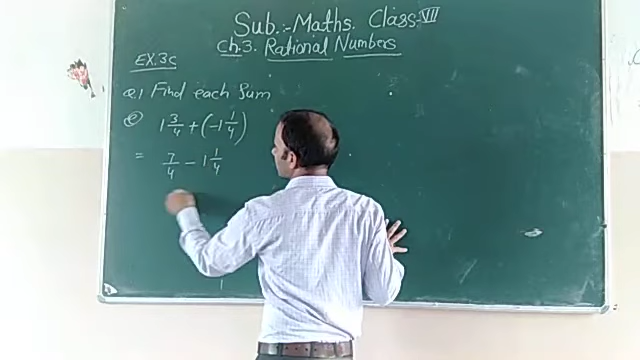 Sub.:- Maths. Class-VII
Ch.3. Rational Numbers
EX.3c
Q.1 Find each Sum
1 3/4 + (-1 1/4)
= 7/4 - 1 1/4